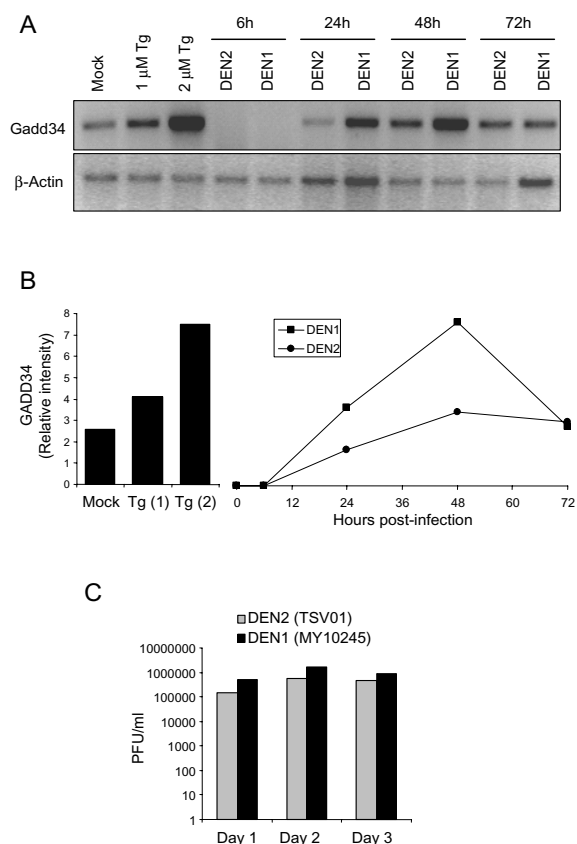 A
Mock
1 µM Tg
2 µM Tg
6h
24h
48h
72h
DEN2
DEN1
DEN2
DEN1
DEN2
DEN1
DEN2
DEN1
Gadd34
β-Actin
B
GADD34
(Relative intensity)
8
7
6
5
4
3
2
1
0
Mock Tg (1) Tg (2)
DEN1
DEN2
0 12 24 36 48 60 72
Hours post-infection
C
DEN2 (TSV01)
DEN1 (MY10245)
PFU/ml
10000000
1000000
100000
10000
1000
100
10
1
Day 1 Day 2 Day 3